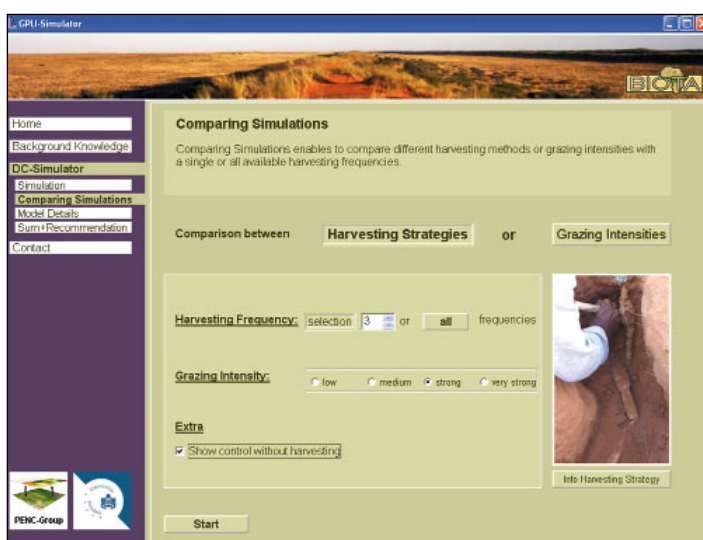 GPU-Simulator
BIOTA
Home
Background Knowledge
DC-Simulator
Simulation
Comparing Simulations
Model Details
Sum+Recommendation
Contact
PENC-Group
Comparing Simulations
Comparing Simulations enables to compare different harvesting methods or grazing intensities with
a single or all available harvesting frequencies.
Comparison between Harvesting Strategies or Grazing Intensities
Harvesting Frequency: selection 3 or all frequencies
Grazing Intensity: low medium strong very strong
Extra
Show control without harvesting
Info Harvesting Strategy
Start